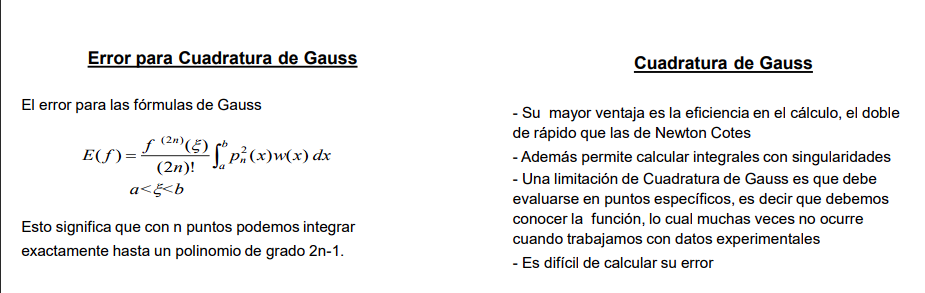 Error para Cuadratura de Gauss
El error para las fórmulas de Gauss
E(f) = \frac{f^{(2n)}(ξ)}{(2n)!} \int_a^b p_n^2(x)w(x) dx
a<ξ<b
Esto significa que con n puntos podemos integrar
exactamente hasta un polinomio de grado 2n-1.
Cuadratura de Gauss
- Su mayor ventaja es la eficiencia en el cálculo, el doble
de rápido que las de Newton Cotes
- Además permite calcular integrales con singularidades
- Una limitación de Cuadratura de Gauss es que debe
evaluarse en puntos específicos, es decir que debemos
conocer la función, lo cual muchas veces no ocurre
cuando trabajamos con datos experimentales
- Es difícil de calcular su error